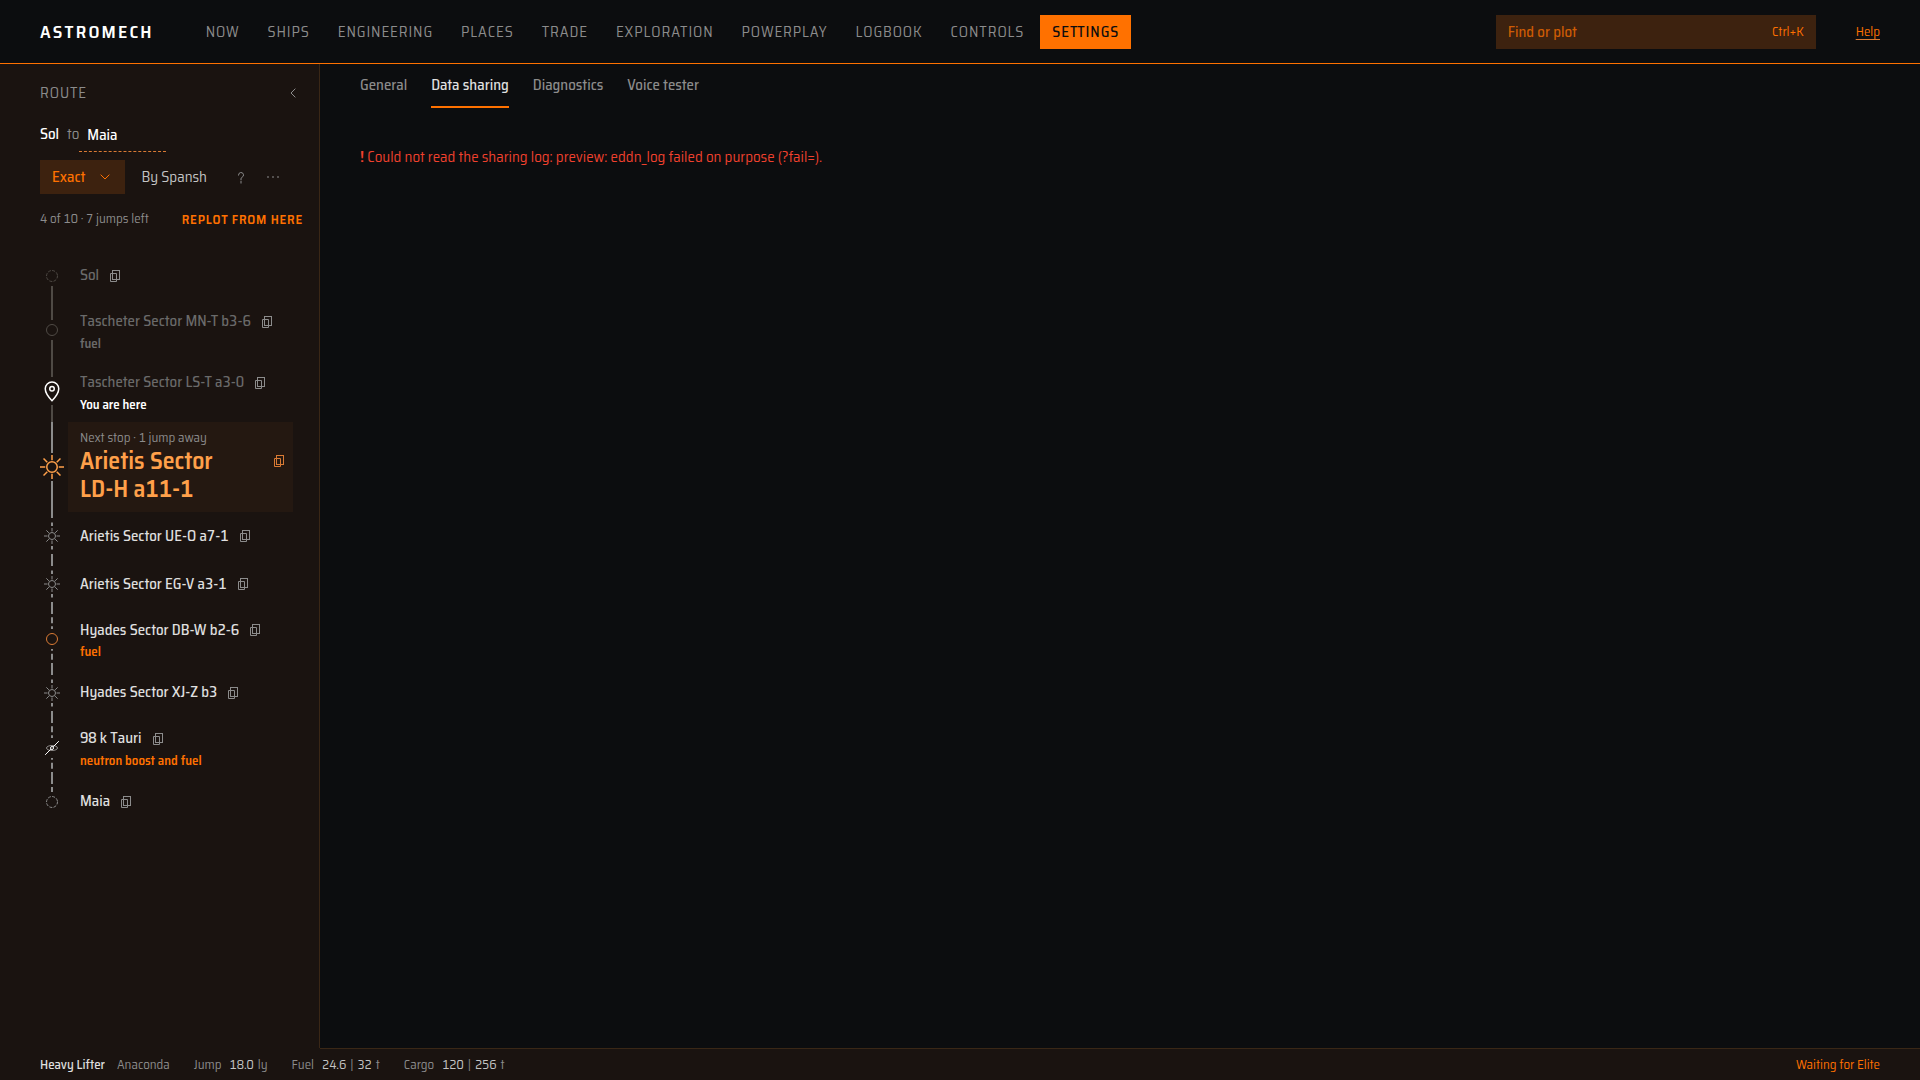 ASTROMECH NOW SHIPS ENGINEERING PLACES TRADE EXPLORATION POWERPLAY LOGBOOK CONTROLS SETTINGS Find or plot Ctrl+K Help
ROUTE
Sol to Maia
Exact By Spansh ? ...
4 of 10 · 7 jumps left REPLOT FROM HERE
Sol
Tascheter Sector MN-T b3-6
fuel
Tascheter Sector LS-T a3-0
You are here
Next stop · 1 jump away
Arietis Sector
LD-H a11-1
Arietis Sector UE-O a7-1
Arietis Sector EG-V a3-1
Hyades Sector DB-W b2-6
fuel
Hyades Sector XJ-Z b3
98 k Tauri
neutron boost and fuel
Maia
General Data sharing Diagnostics Voice tester
! Could not read the sharing log: preview: eddn_log failed on purpose (?fail=).
Heavy Lifter Anaconda Jump 18.0 ly Fuel 24.6 | 32 t Cargo 120 | 256 t Waiting for Elite